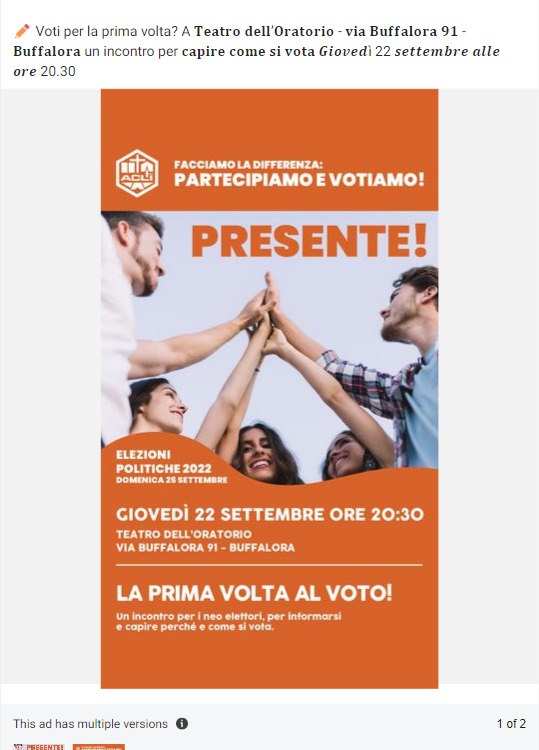 Voti per la prima volta? A Teatro dell'Oratorio - via Buffalora 91 -
Buffalora un incontro per capire come si vota Giovedì 22 settembre alle
ore 20.30
ACLI
FACCIAMO LA DIFFERENZA:
PARTECIPIAMO E VOTIAMO!
PRESENTE!
ELEZIONI
POLITICHE 2022
DOMENICA 25 SETTEMBRE
GIOVEDÌ 22 SETTEMBRE ORE 20:30
TEATRO DELL'ORATORIO
VIA BUFFALORA 91 - BUFFALORA
LA PRIMA VOLTA AL VOTO!
Un incontro per i neo elettori, per informarsi
e capire perché e come si vota.
This ad has multiple versions
1 of 2
PRESENTE!